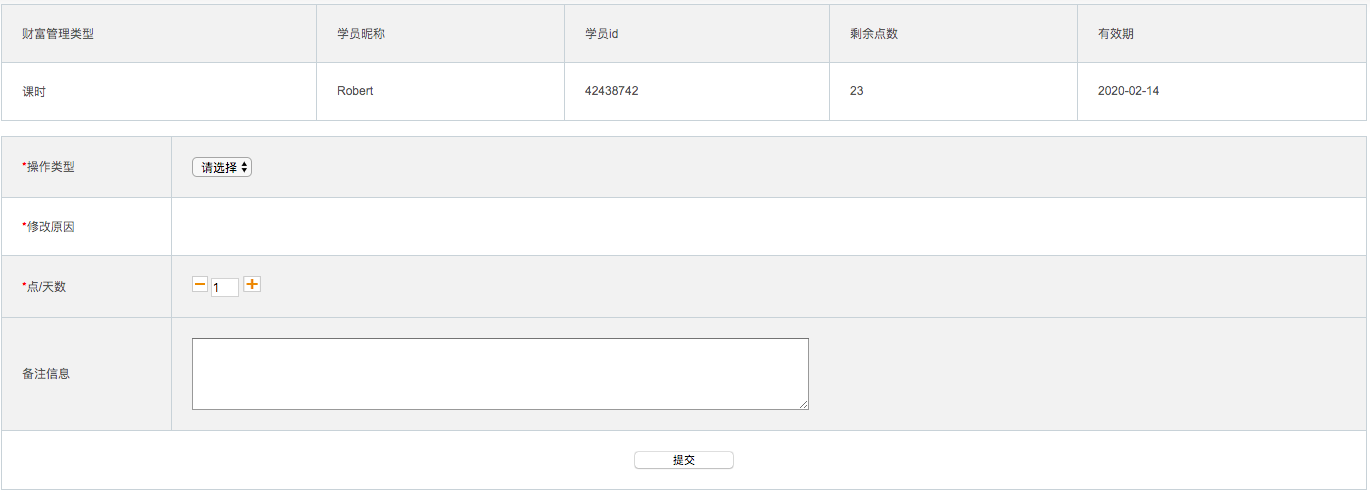 财富管理类型 学员昵称 学员id 剩余点数 有效期
课时 Robert 42438742 23 2020-02-14
*操作类型 请选择
*修改原因
*点/天数 1
备注信息
提交